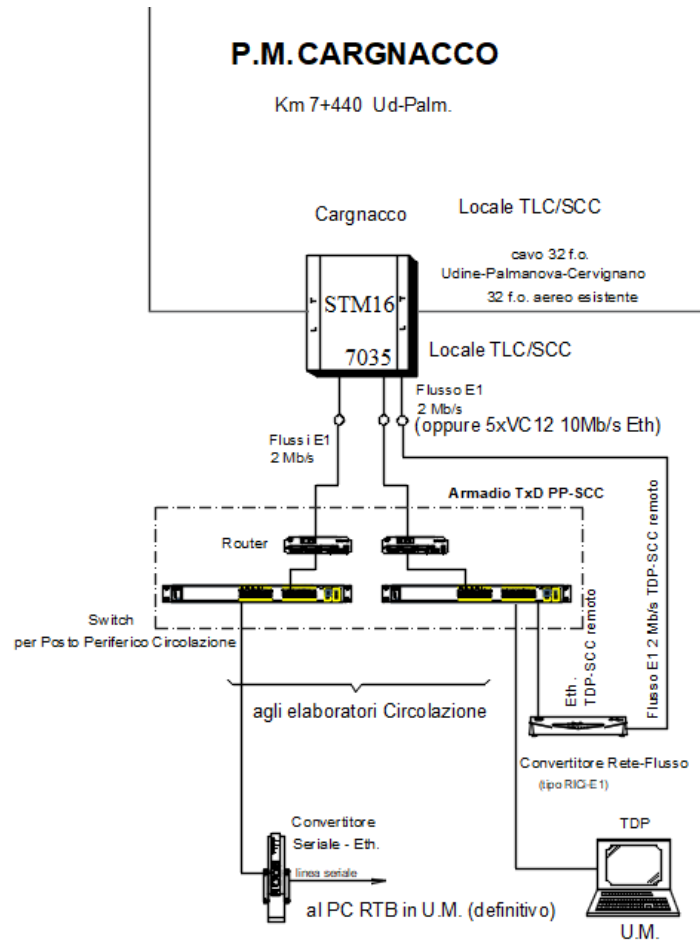 P.M. CARGNACCO
Km 7+440 Ud-Palm.
Cargnacco
Locale TLC/SCC
cavo 32 f.o.
Udine-Palmanova-Cervignano
32 f.o. aereo esistente
T
L
STM16
T
L
7035
Locale TLC/SCC
Flusso E1
2 Mb/s
(oppure 5xVC12 10Mb/s Eth)
Flussi E1
2 Mb/s
Armadio TxD PP-SCC
Router
Switch
per Posto Periferico Circolazione
Eth.
TDP-SCC remoto
Flusso E1 2 Mb/s TDP-SCC remoto
agli elaboratori Circolazione
Convertitore Rete-Flusso
(tipo RICi-E1)
Convertitore
Seriale - Eth.
linea seriale
al PC RTB in U.M. (definitivo)
TDP
U.M.